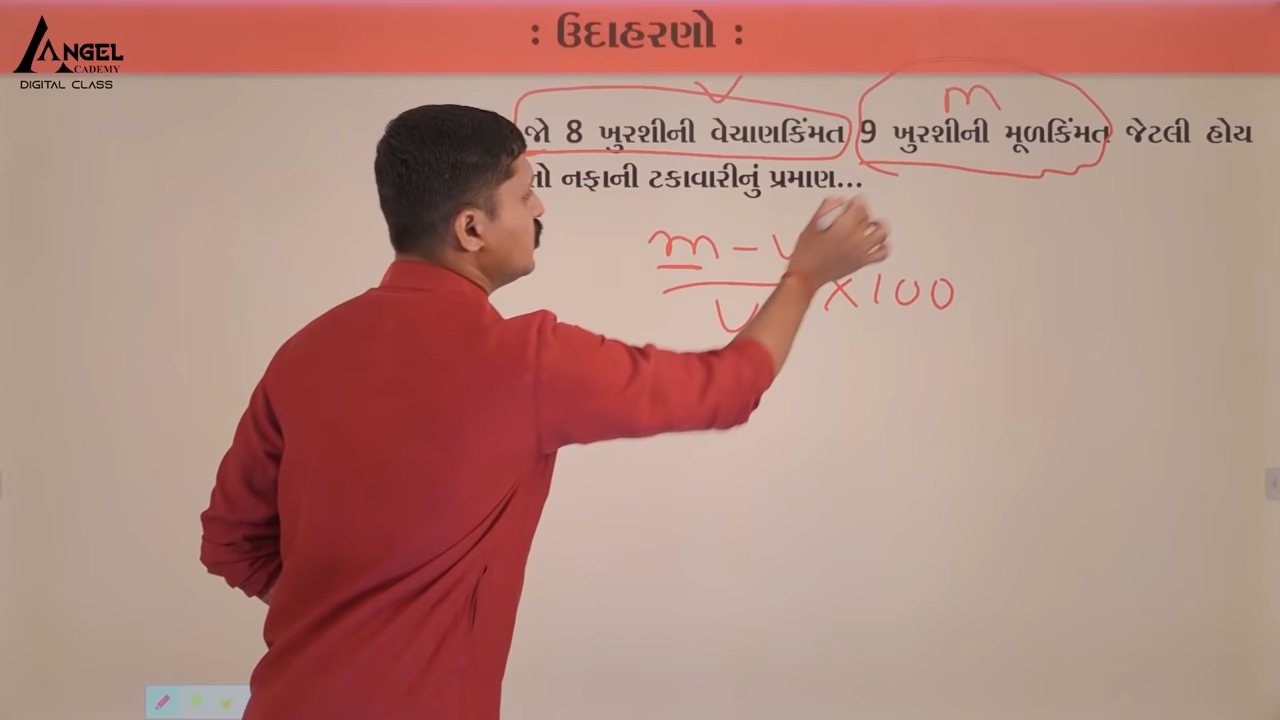 ANGEL
ACADEMY
DIGITAL CLASS
: ઉદાહરણો :
જો 8 ખુરશીની વેચાણકિંમત 9 ખુરશીની મૂળકિંમત જેટલી હોય
તો નફાની ટકાવારીનું પ્રમાણ...
V
m
m - V
V
× 100